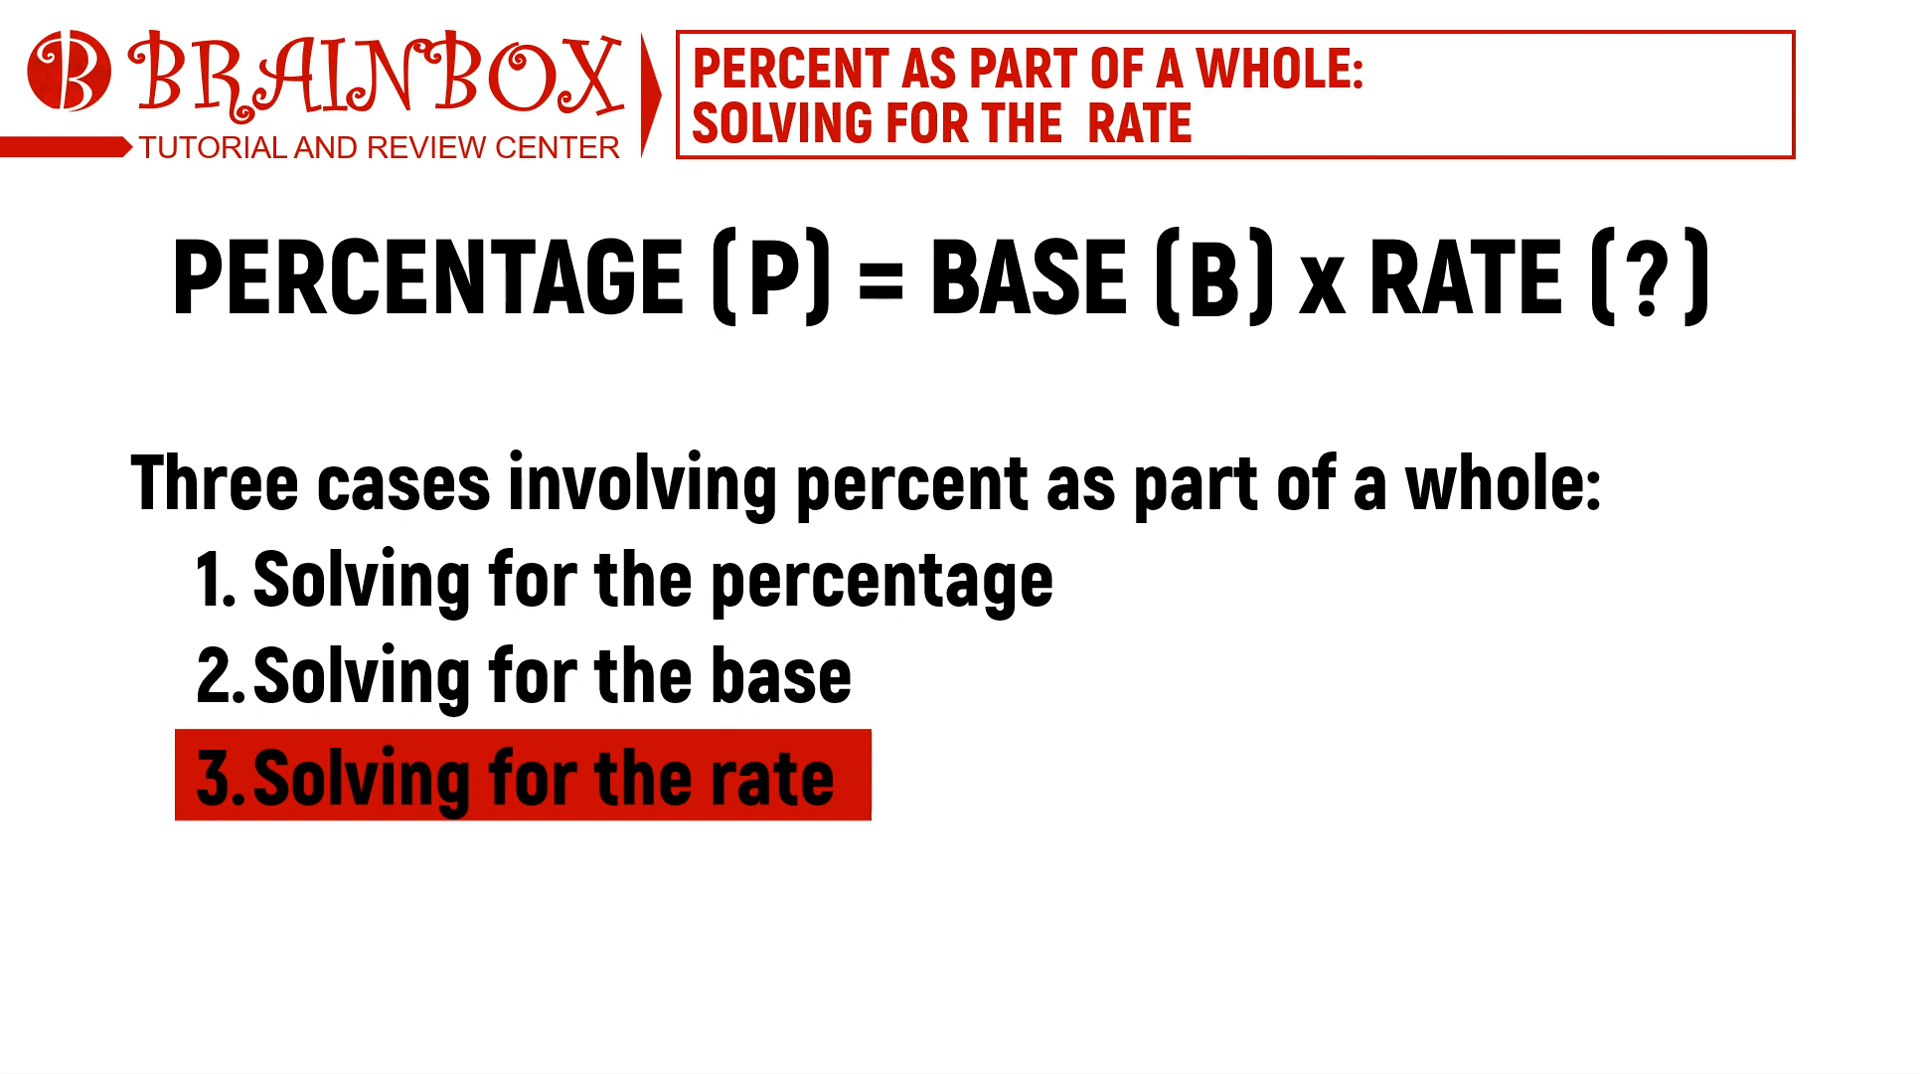 B BRAINBOX
TUTORIAL AND REVIEW CENTER
PERCENT AS PART OF A WHOLE:
SOLVING FOR THE RATE
PERCENTAGE (P) = BASE (B) x RATE (?)
Three cases involving percent as part of a whole:
1. Solving for the percentage
2. Solving for the base
3. Solving for the rate